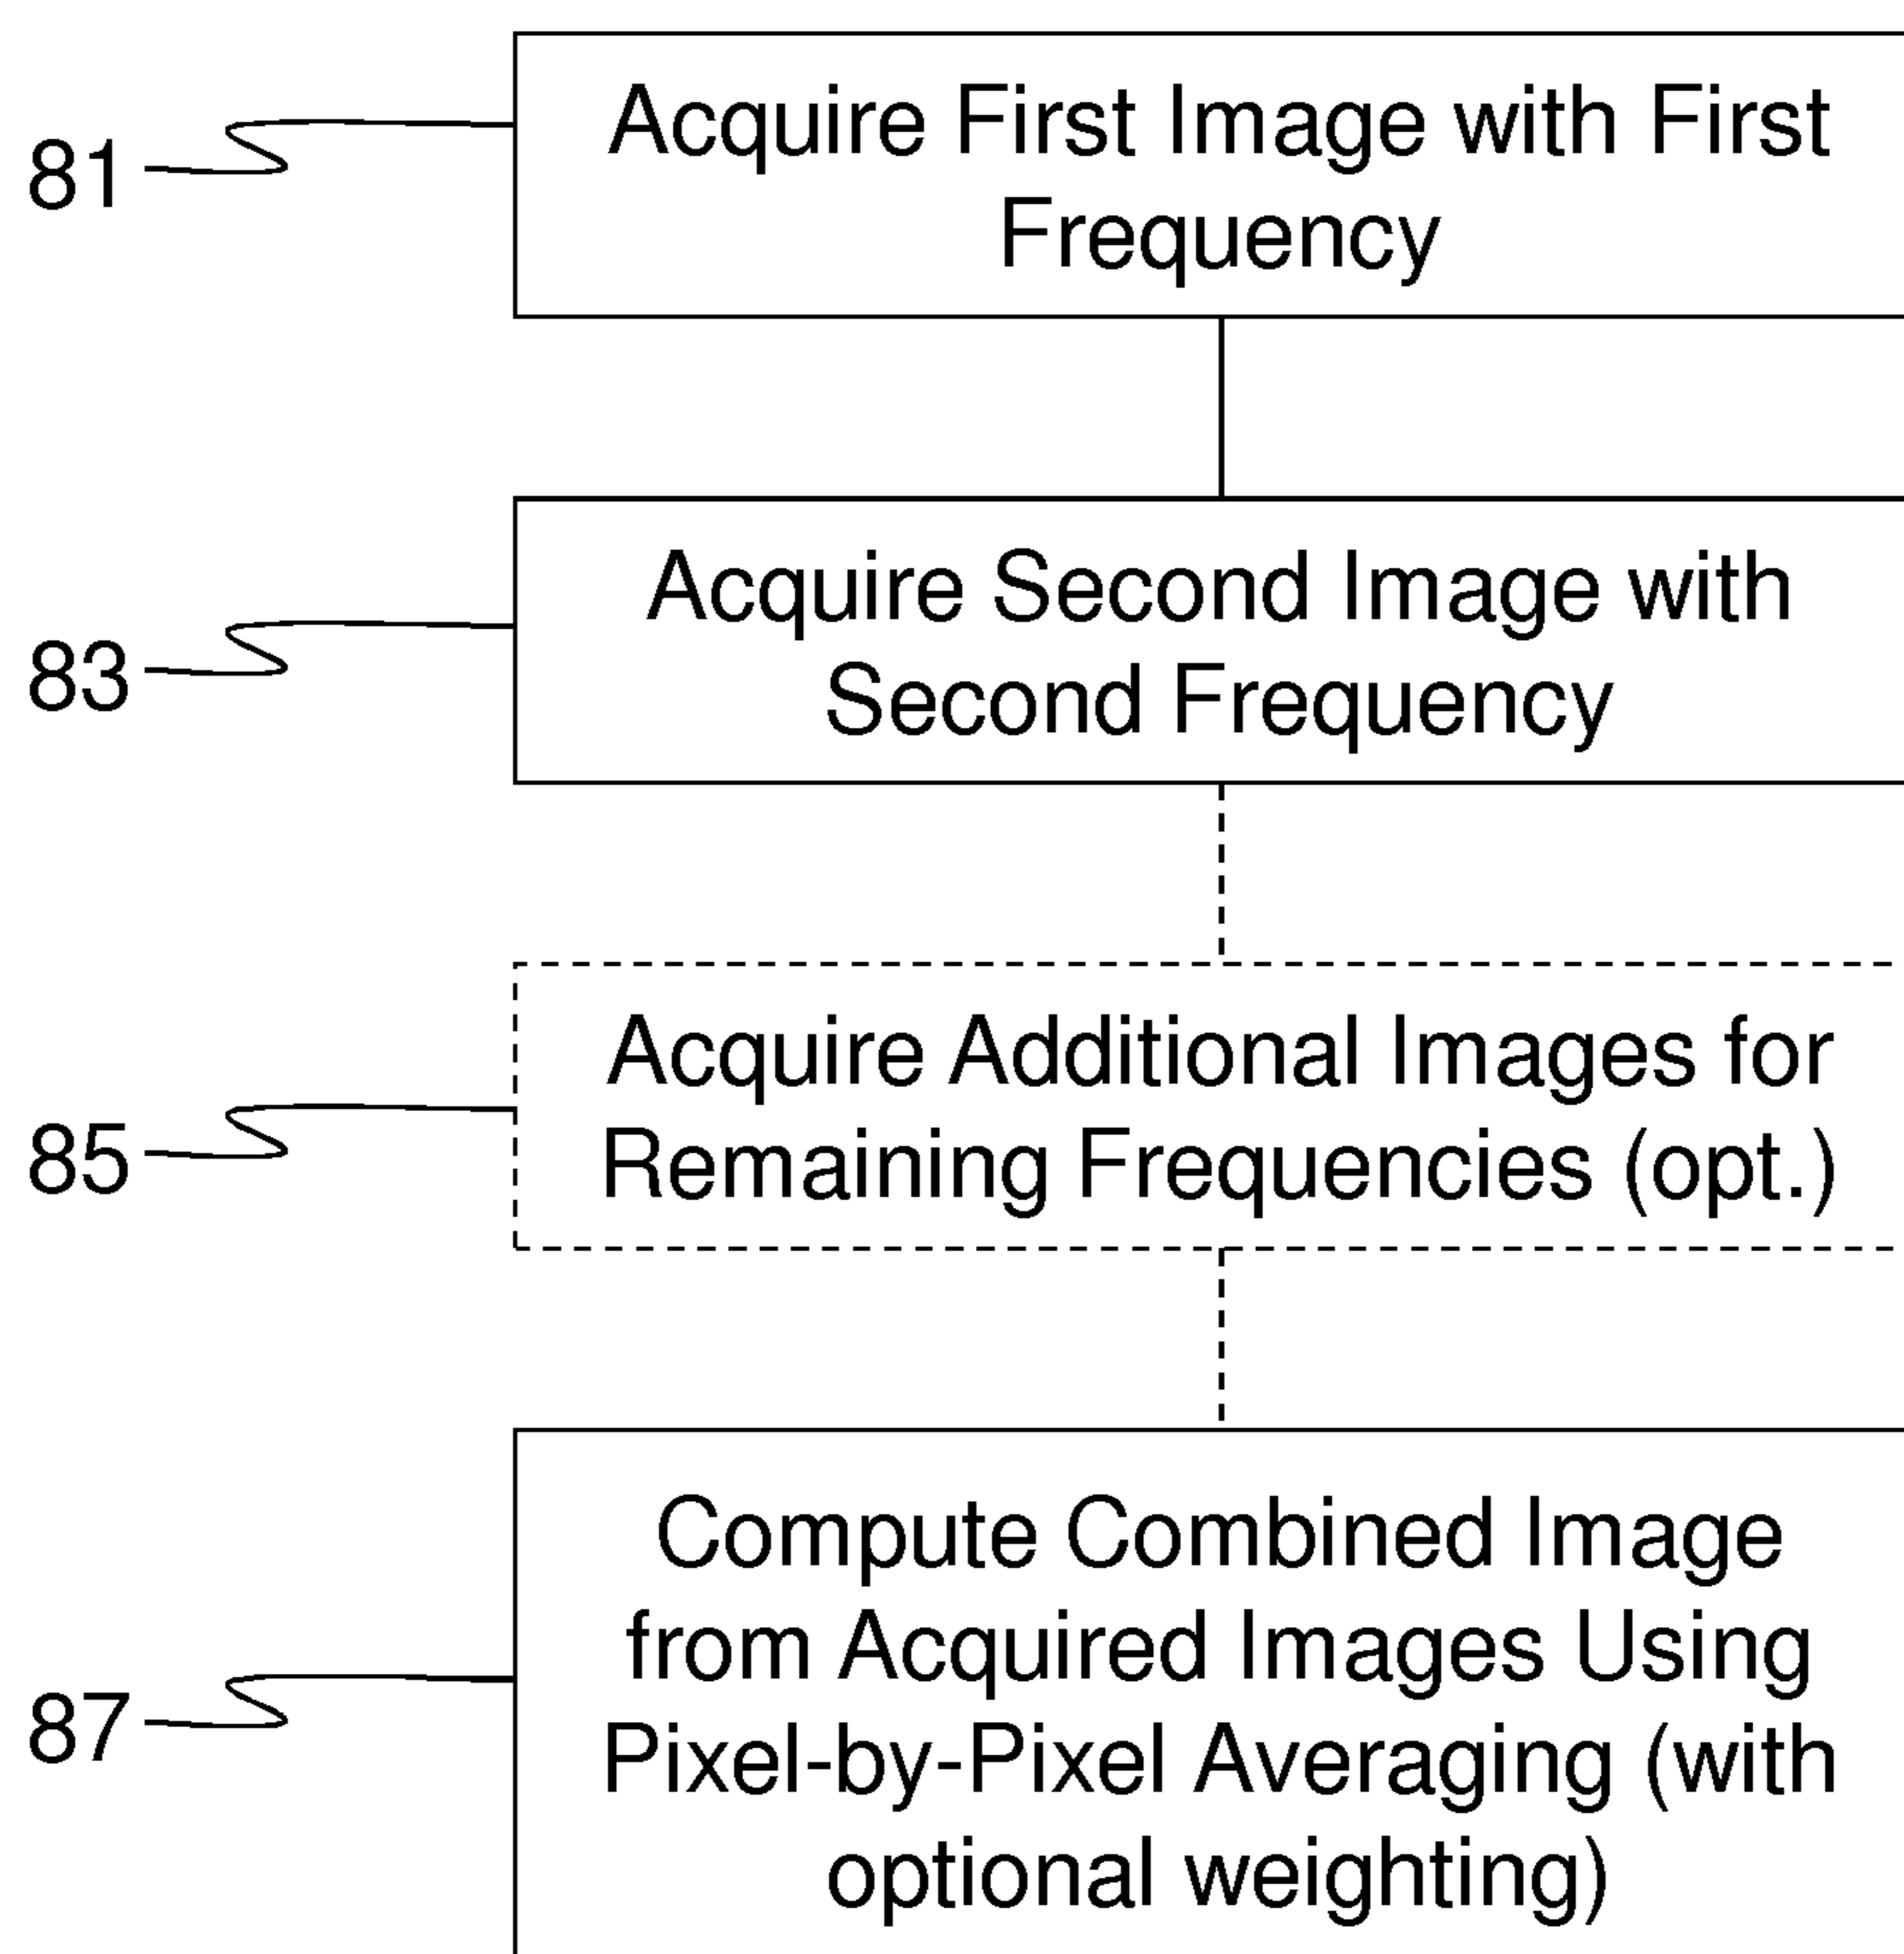 81
Acquire First Image with First
Frequency
83
Acquire Second Image with
Second Frequency
85
Acquire Additional Images for
Remaining Frequencies (opt.)
87
Compute Combined Image
from Acquired Images Using
Pixel-by-Pixel Averaging (with
optional weighting)